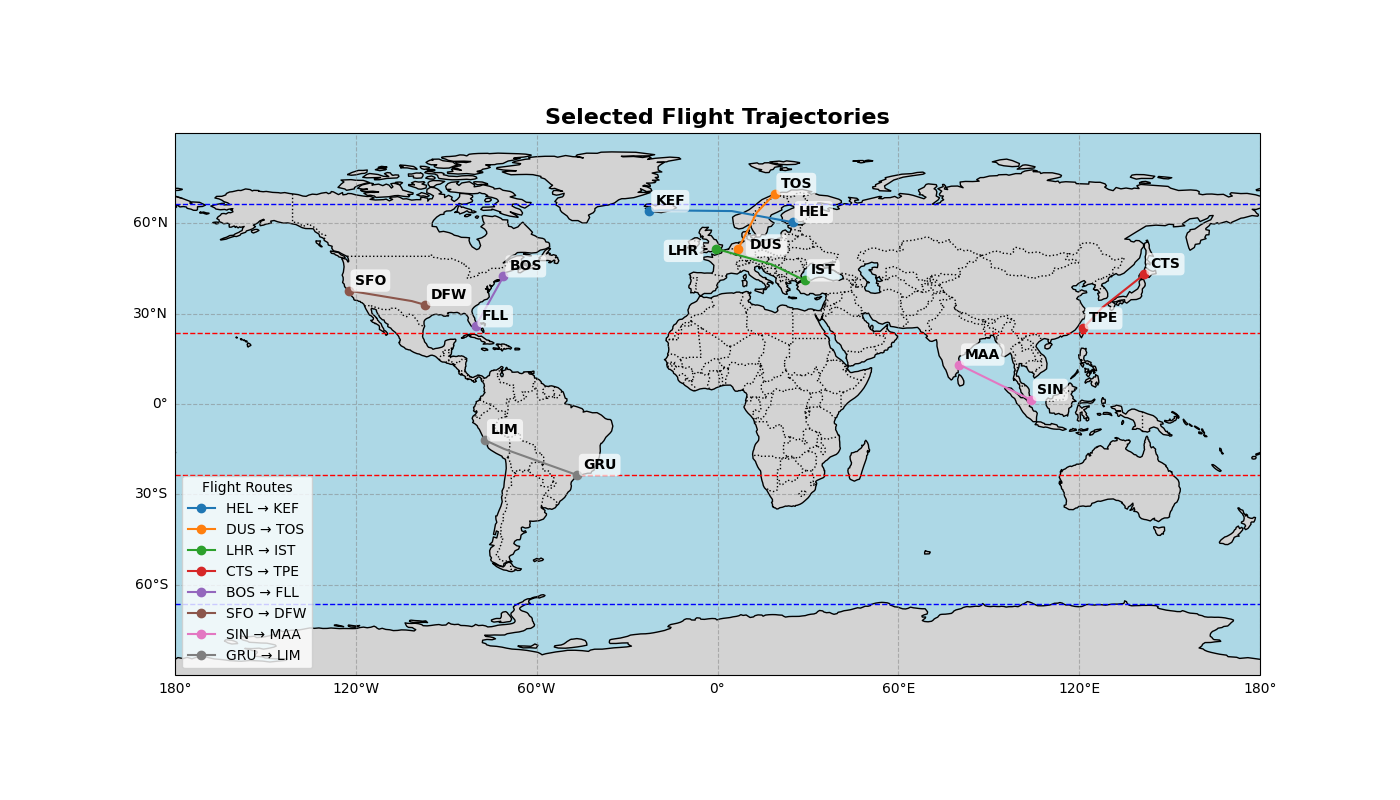 Selected Flight Trajectories
TOS
KEF
HEL
60°N
DUS
LHR
BOS
CTS
IST
SFO
DFW
30°N
FLL
TPE
MAA
SIN
0°
LIM
GRU
30°S
Flight Routes
HEL → KEF
DUS → TOS
LHR → IST
CTS → TPE
BOS → FLL
SFO → DFW
SIN → MAA
GRU → LIM
60°S
180°
120°W
60°W
0°
60°E
120°E
180°